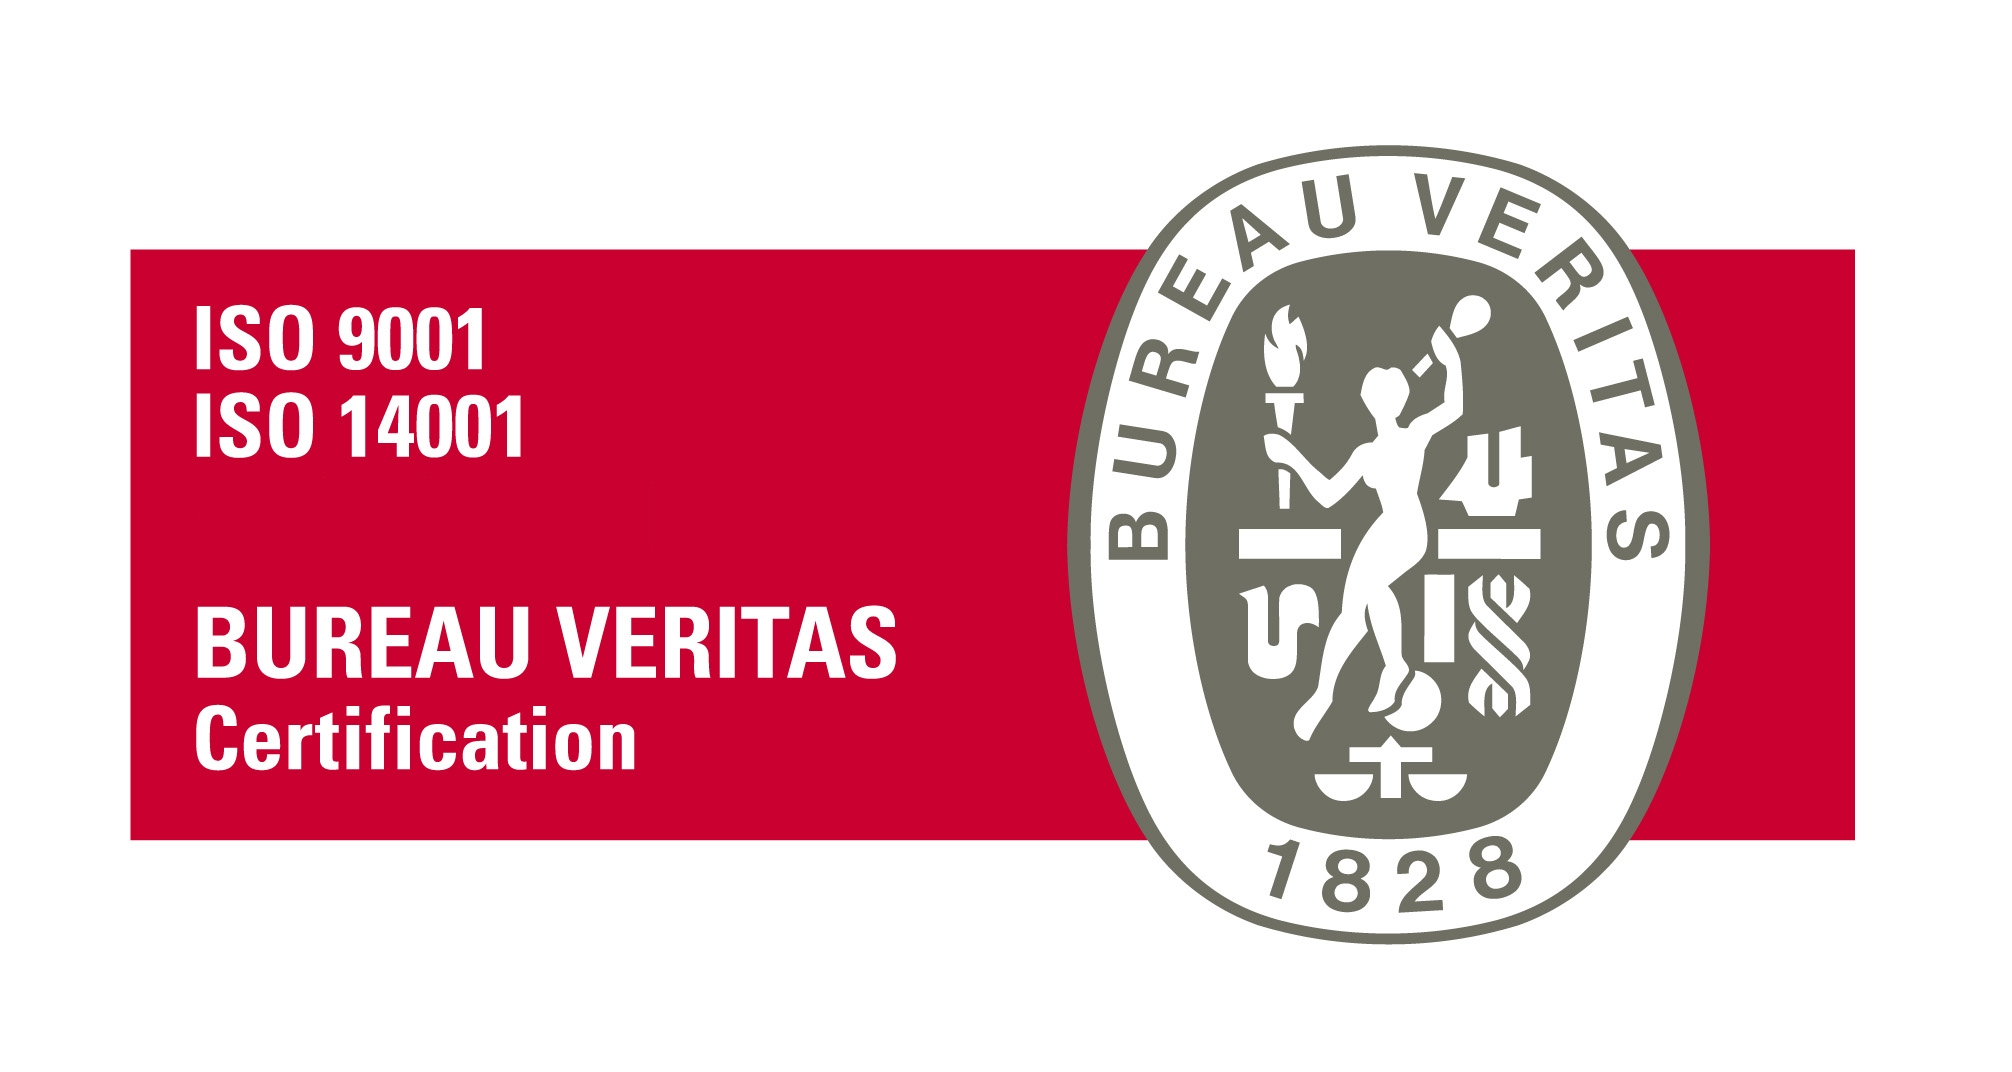 ISO 9001
ISO 14001
BUREAU VERITAS
Certification
BUREAU VERITAS
1828